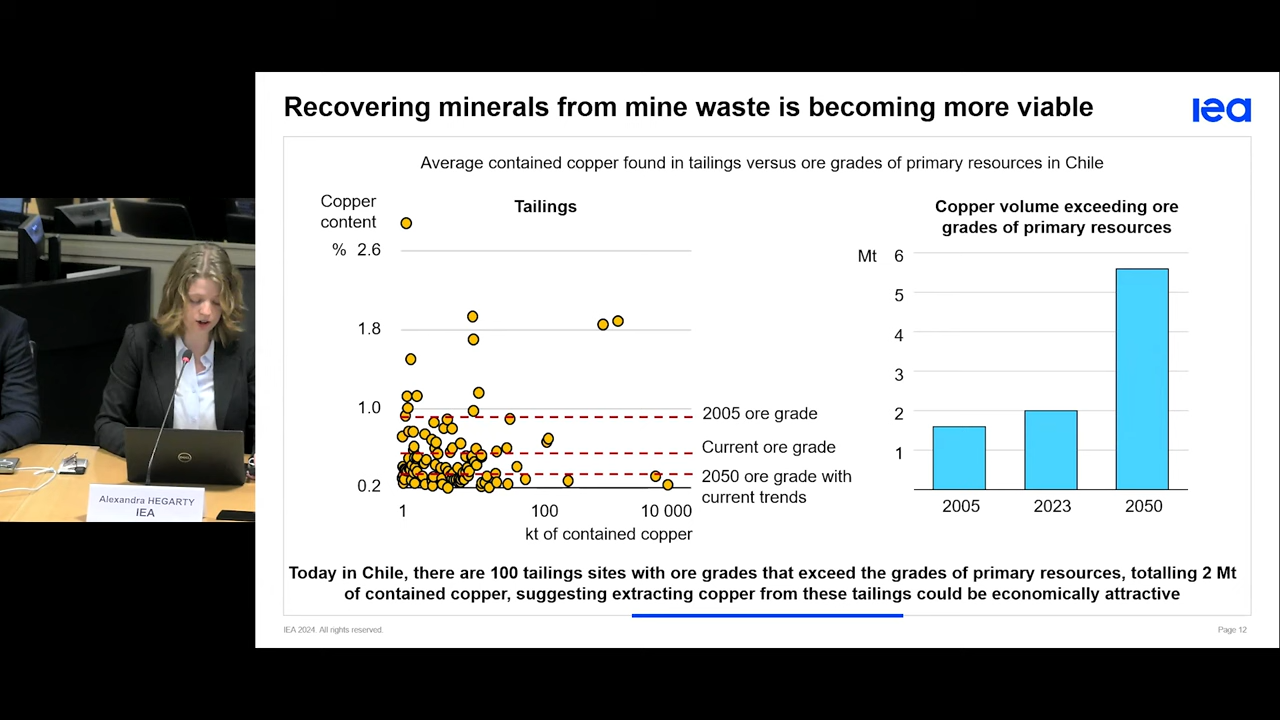 Recovering minerals from mine waste is becoming more viable
iea
Average contained copper found in tailings versus ore grades of primary resources in Chile
Copper
content
Tailings
% 2.6
1.8
1.0
0.2
1
100
10 000
kt of contained copper
2005 ore grade
Current ore grade
2050 ore grade with
current trends
Copper volume exceeding ore
grades of primary resources
Mt 6
5
4
3
2
1
2005
2023
2050
Today in Chile, there are 100 tailings sites with ore grades that exceed the grades of primary resources, totalling 2 Mt
of contained copper, suggesting extracting copper from these tailings could be economically attractive
IEA 2024. All rights reserved.
Page 12
DELL
Alexandra HEGARTY
IEA